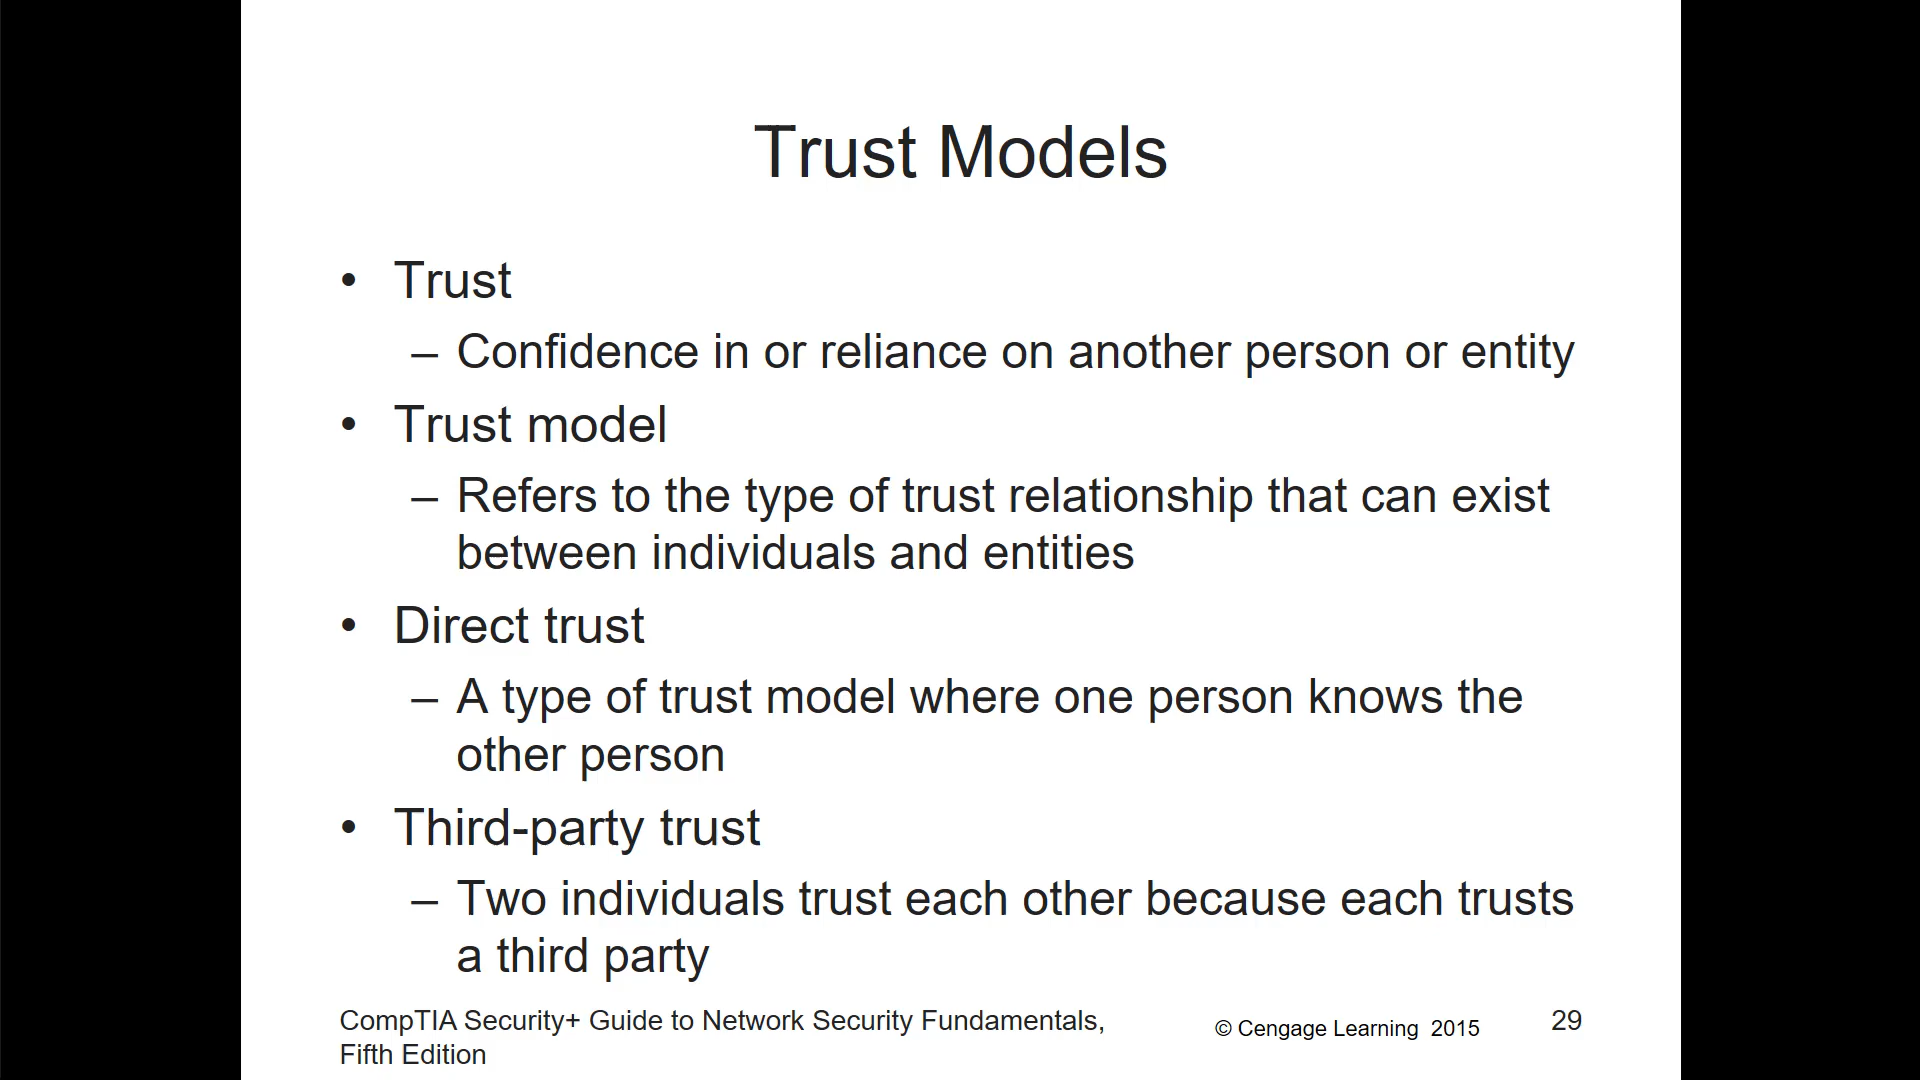 Trust Models
• Trust
– Confidence in or reliance on another person or entity
• Trust model
– Refers to the type of trust relationship that can exist
between individuals and entities
• Direct trust
– A type of trust model where one person knows the
other person
• Third-party trust
– Two individuals trust each other because each trusts
a third party
CompTIA Security+ Guide to Network Security Fundamentals,
Fifth Edition
© Cengage Learning 2015
29